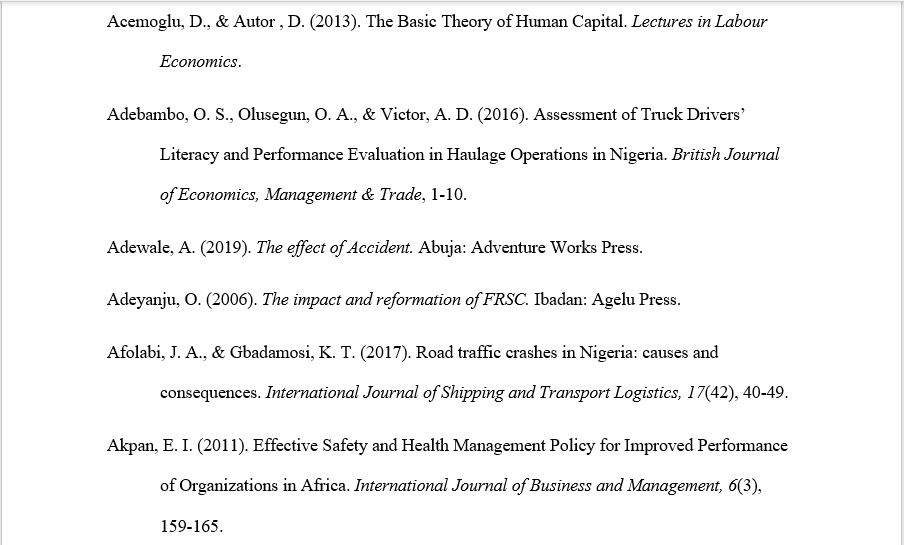 Acemoglu, D., & Autor , D. (2013). The Basic Theory of Human Capital. Lectures in Labour
Economics.
Adebambo, O. S., Olusegun, O. A., & Victor, A. D. (2016). Assessment of Truck Drivers’
Literacy and Performance Evaluation in Haulage Operations in Nigeria. British Journal
of Economics, Management & Trade, 1-10.
Adewale, A. (2019). The effect of Accident. Abuja: Adventure Works Press.
Adeyanju, O. (2006). The impact and reformation of FRSC. Ibadan: Agelu Press.
Afolabi, J. A., & Gbadamosi, K. T. (2017). Road traffic crashes in Nigeria: causes and
consequences. International Journal of Shipping and Transport Logistics, 17(42), 40-49.
Akpan, E. I. (2011). Effective Safety and Health Management Policy for Improved Performance
of Organizations in Africa. International Journal of Business and Management, 6(3),
159-165.